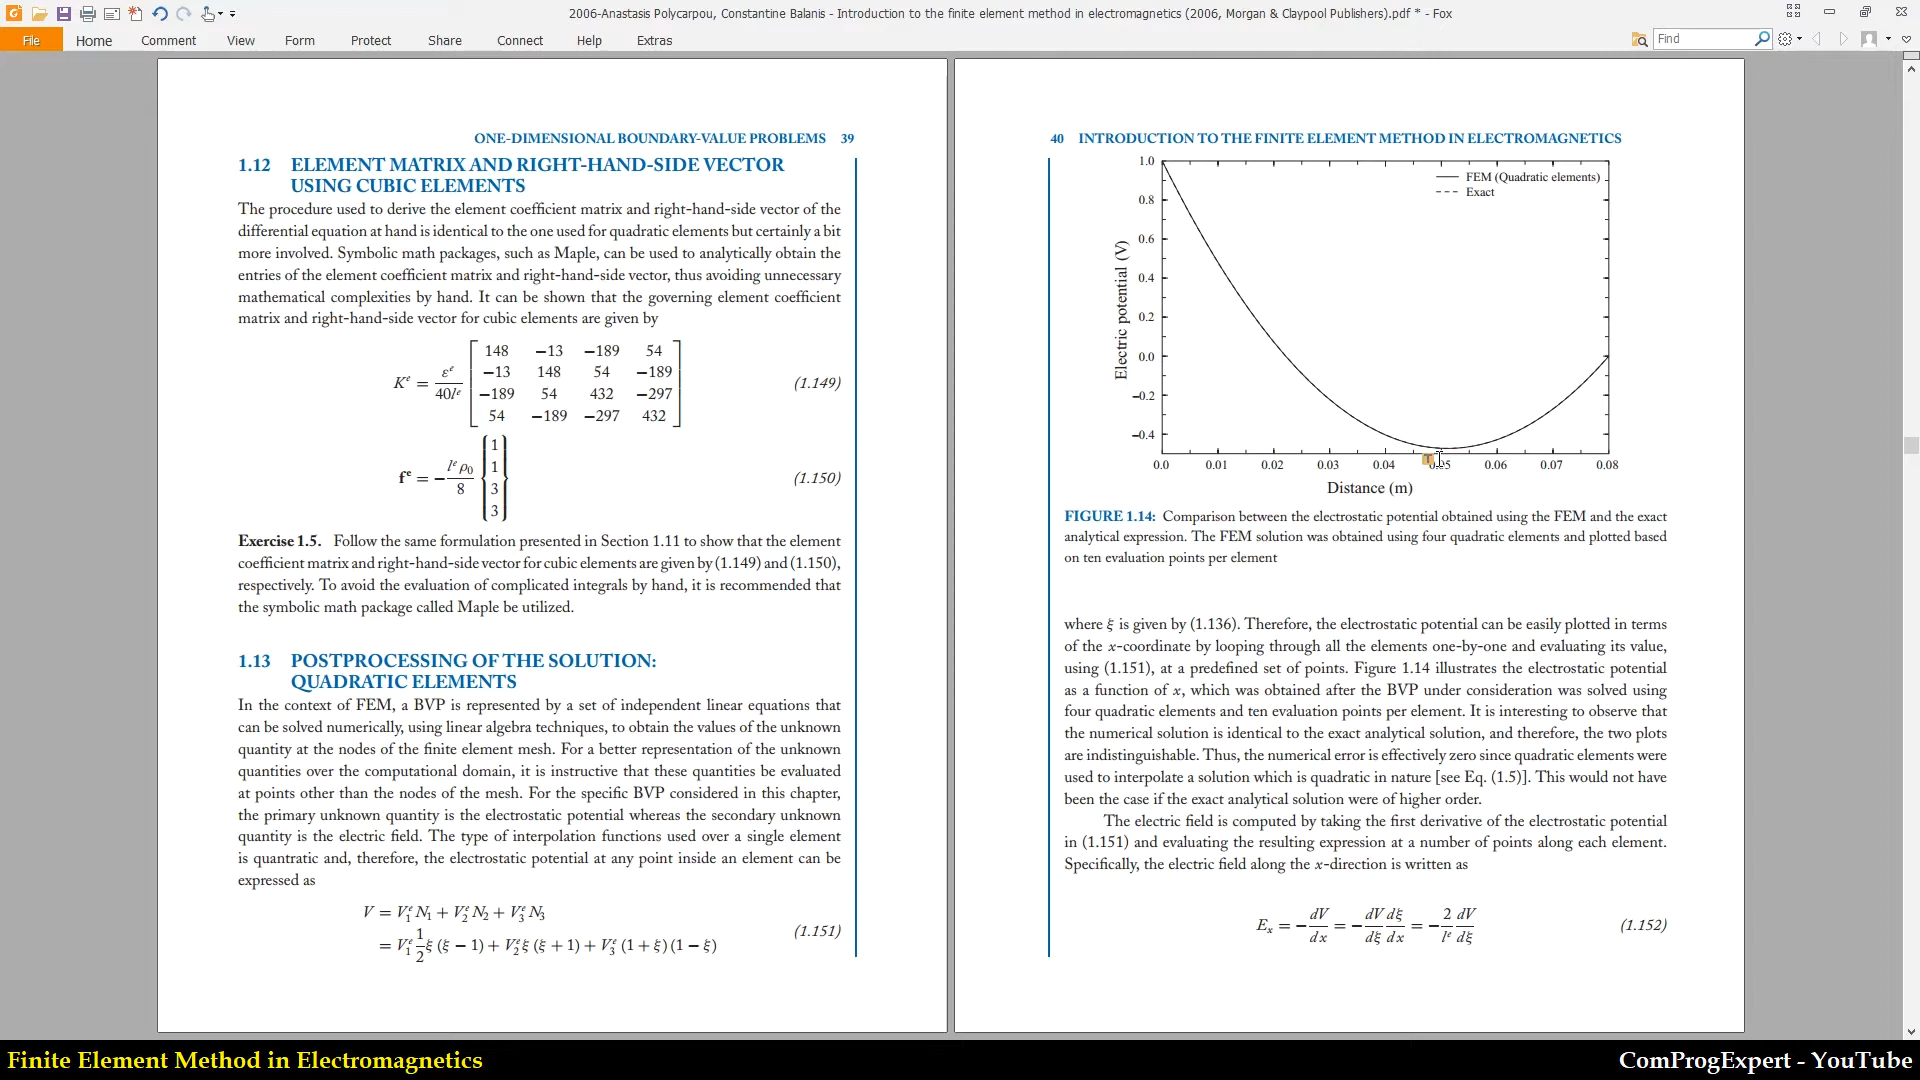 2006-Anastasis Polycarpou, Constantine Balanis - Introduction to the finite element method in electromagnetics (2006, Morgan & Claypool Publishers).pdf * - Fox
File Home Comment View Form Protect Share Connect Help Extras Find
ONE-DIMENSIONAL BOUNDARY-VALUE PROBLEMS 39
1.12 ELEMENT MATRIX AND RIGHT-HAND-SIDE VECTOR
USING CUBIC ELEMENTS
The procedure used to derive the element coefficient matrix and right-hand-side vector of the
differential equation at hand is identical to the one used for quadratic elements but certainly a bit
more involved. Symbolic math packages, such as Maple, can be used to analytically obtain the
entries of the element coefficient matrix and right-hand-side vector, thus avoiding unnecessary
mathematical complexities by hand. It can be shown that the governing element coefficient
matrix and right-hand-side vector for cubic elements are given by
148 −13 −189 54
−13 148 54 −189
K^e = ε^e/40l^e (1.149)
−189 54 432 −297
54 −189 −297 432
1
1
f^e = − l^e ρ₀/8 (1.150)
3
3
Exercise 1.5. Follow the same formulation presented in Section 1.11 to show that the element
coefficient matrix and right-hand-side vector for cubic elements are given by (1.149) and (1.150),
respectively. To avoid the evaluation of complicated integrals by hand, it is recommended that
the symbolic math package called Maple be utilized.
1.13 POSTPROCESSING OF THE SOLUTION:
QUADRATIC ELEMENTS
In the context of FEM, a BVP is represented by a set of independent linear equations that
can be solved numerically, using linear algebra techniques, to obtain the values of the unknown
quantity at the nodes of the finite element mesh. For a better representation of the unknown
quantities over the computational domain, it is instructive that these quantities be evaluated
at points other than the nodes of the mesh. For the specific BVP considered in this chapter,
the primary unknown quantity is the electrostatic potential whereas the secondary unknown
quantity is the electric field. The type of interpolation functions used over a single element
is quantratic and, therefore, the electrostatic potential at any point inside an element can be
expressed as
V = V₁^e N₁ + V₂^e N₂ + V₃^e N₃
= V₁^e 1/2 ξ (ξ − 1) + V₂^e ξ (ξ + 1) + V₃^e (1 + ξ) (1 − ξ) (1.151)
40 INTRODUCTION TO THE FINITE ELEMENT METHOD IN ELECTROMAGNETICS
1.0
FEM (Quadratic elements)
Exact
0.8
0.6
0.4
0.2
0.0
−0.2
−0.4
Electric potential (V)
0.0 0.01 0.02 0.03 0.04 0.06 0.07 0.08
Distance (m)
FIGURE 1.14: Comparison between the electrostatic potential obtained using the FEM and the exact
analytical expression. The FEM solution was obtained using four quadratic elements and plotted based
on ten evaluation points per element
where ξ is given by (1.136). Therefore, the electrostatic potential can be easily plotted in terms
of the x-coordinate by looping through all the elements one-by-one and evaluating its value,
using (1.151), at a predefined set of points. Figure 1.14 illustrates the electrostatic potential
as a function of x, which was obtained after the BVP under consideration was solved using
four quadratic elements and ten evaluation points per element. It is interesting to observe that
the numerical solution is identical to the exact analytical solution, and therefore, the two plots
are indistinguishable. Thus, the numerical error is effectively zero since quadratic elements were
used to interpolate a solution which is quadratic in nature [see Eq. (1.5)]. This would not have
been the case if the exact analytical solution were of higher order.
The electric field is computed by taking the first derivative of the electrostatic potential
in (1.151) and evaluating the resulting expression at a number of points along each element.
Specifically, the electric field along the x-direction is written as
Eₓ = − dV/dx = − dV/dξ dξ/dx = − 2/l^e dV/dξ (1.152)
Finite Element Method in Electromagnetics
ComProgExpert - YouTube